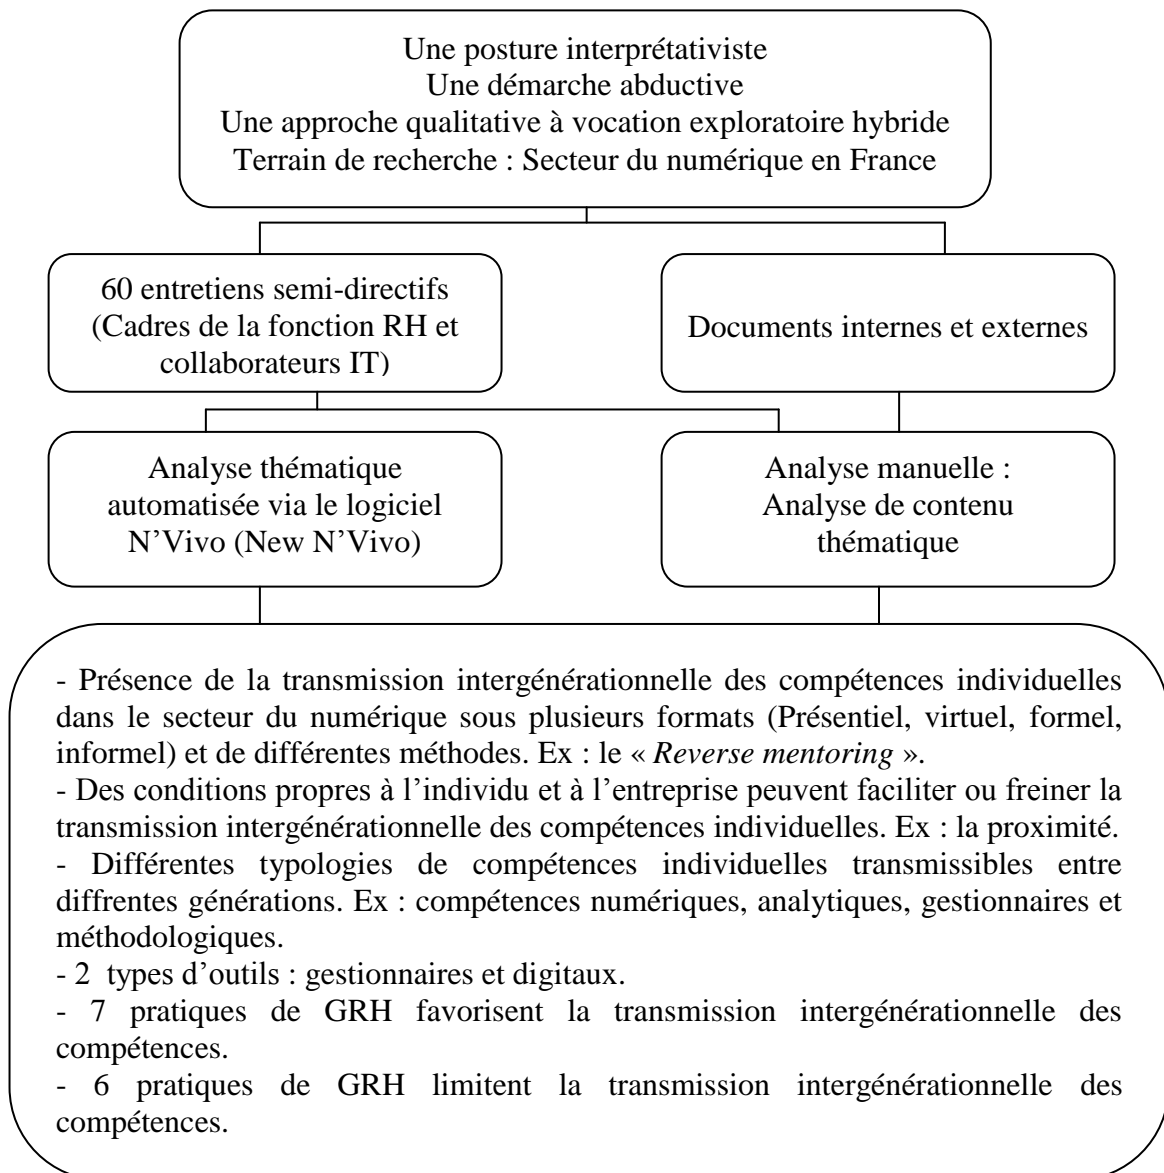 Une posture interprétativiste
Une démarche abductive
Une approche qualitative à vocation exploratoire hybride
Terrain de recherche : Secteur du numérique en France
60 entretiens semi-directifs
(Cadres de la fonction RH et
collaborateurs IT)
Documents internes et externes
Analyse thématique
automatisée via le logiciel
N'Vivo (New N'Vivo)
Analyse manuelle :
Analyse de contenu
thématique
- Présence de la transmission intergénérationnelle des compétences individuelles
dans le secteur du numérique sous plusieurs formats (Présentiel, virtuel, formel,
informel) et de différentes méthodes. Ex : le « Reverse mentoring ».
- Des conditions propres à l'individu et à l'entreprise peuvent faciliter ou freiner la
transmission intergénérationnelle des compétences individuelles. Ex : la proximité.
- Différentes typologies de compétences individuelles transmissibles entre
diffrentes générations. Ex : compétences numériques, analytiques, gestionnaires et
méthodologiques.
- 2 types d'outils : gestionnaires et digitaux.
- 7 pratiques de GRH favorisent la transmission intergénérationnelle des
compétences.
- 6 pratiques de GRH limitent la transmission intergénérationnelle des
compétences.